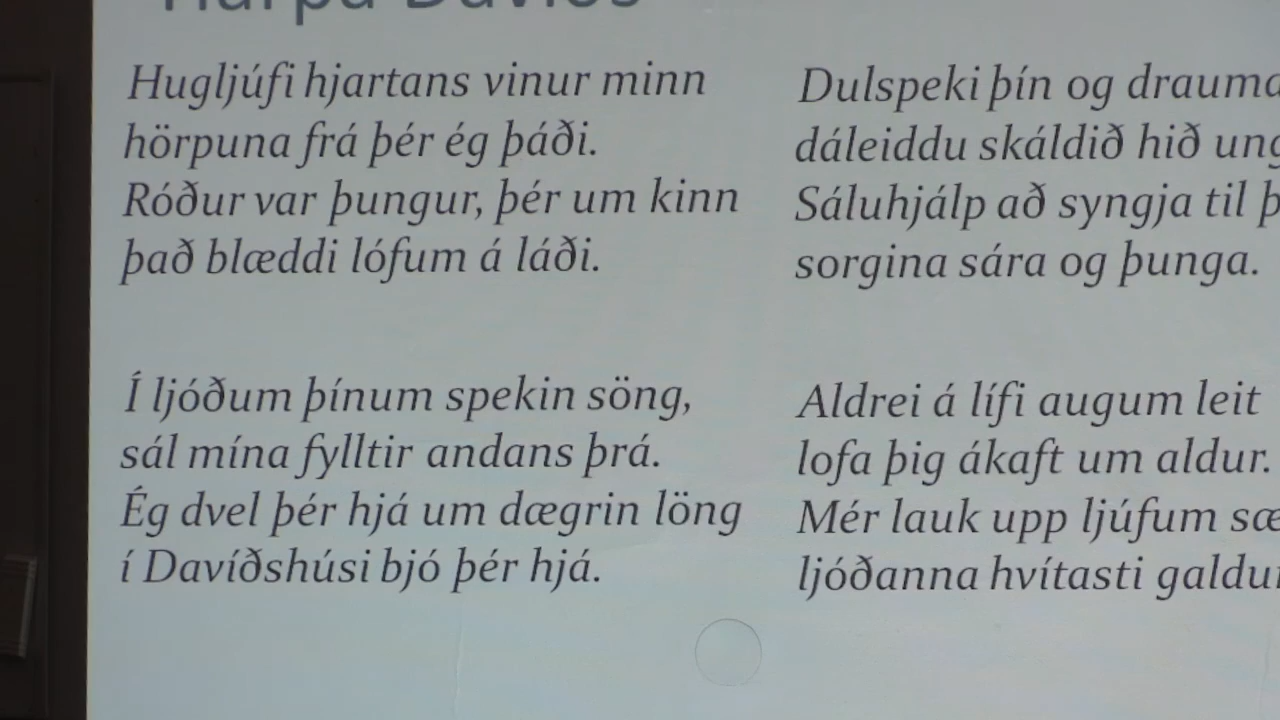 Harpa Davíðs
Hugljúfi hjartans vinur minn
hörpuna frá þér ég þáði.
Róður var þungur, þér um kinn
það blæddi lófum á láði.
Í ljóðum þínum spekin söng,
sál mína fylltir andans þrá.
Ég dvel þér hjá um dægrin löng
í Davíðshúsi bjó þér hjá.
Dulspeki þín og
dáleiddu skáldið hið
Sáluhjálp að syngja til
sorgina sára og þunga.
Aldrei á lífi augum leit
lofa þig ákaft um aldur.
Mér lauk upp ljúfum
ljóðanna hvítasti